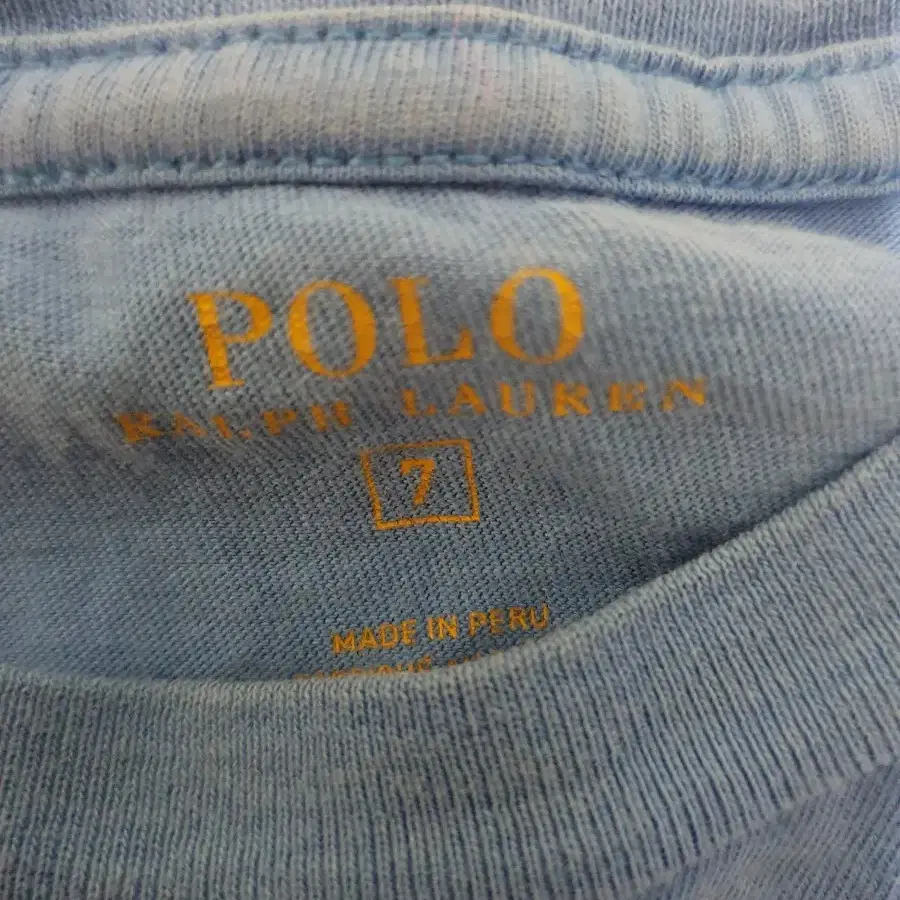 POLO
RALPH LAUREN
7
MADE IN PERU